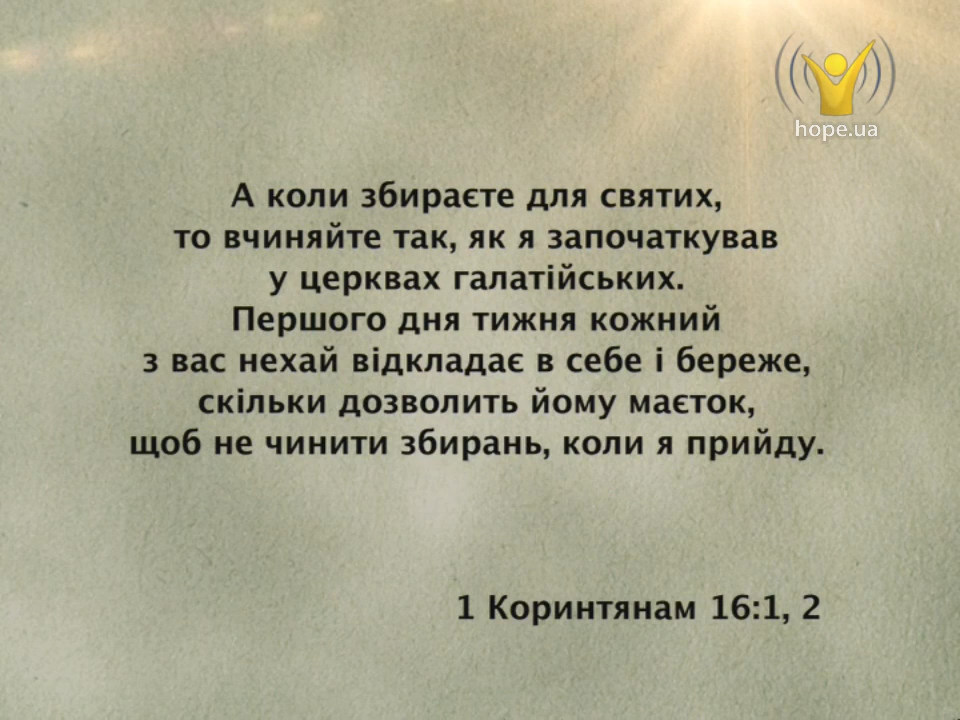 hope.ua
А коли збираєте для святих,
то вчиняйте так, як я започаткував
у церквах галатійських.
Першого дня тижня кожний
з вас нехай відкладає в себе і береже,
скільки дозволить йому маєток,
щоб не чинити збирань, коли я прийду.
1 Коринтянам 16:1, 2